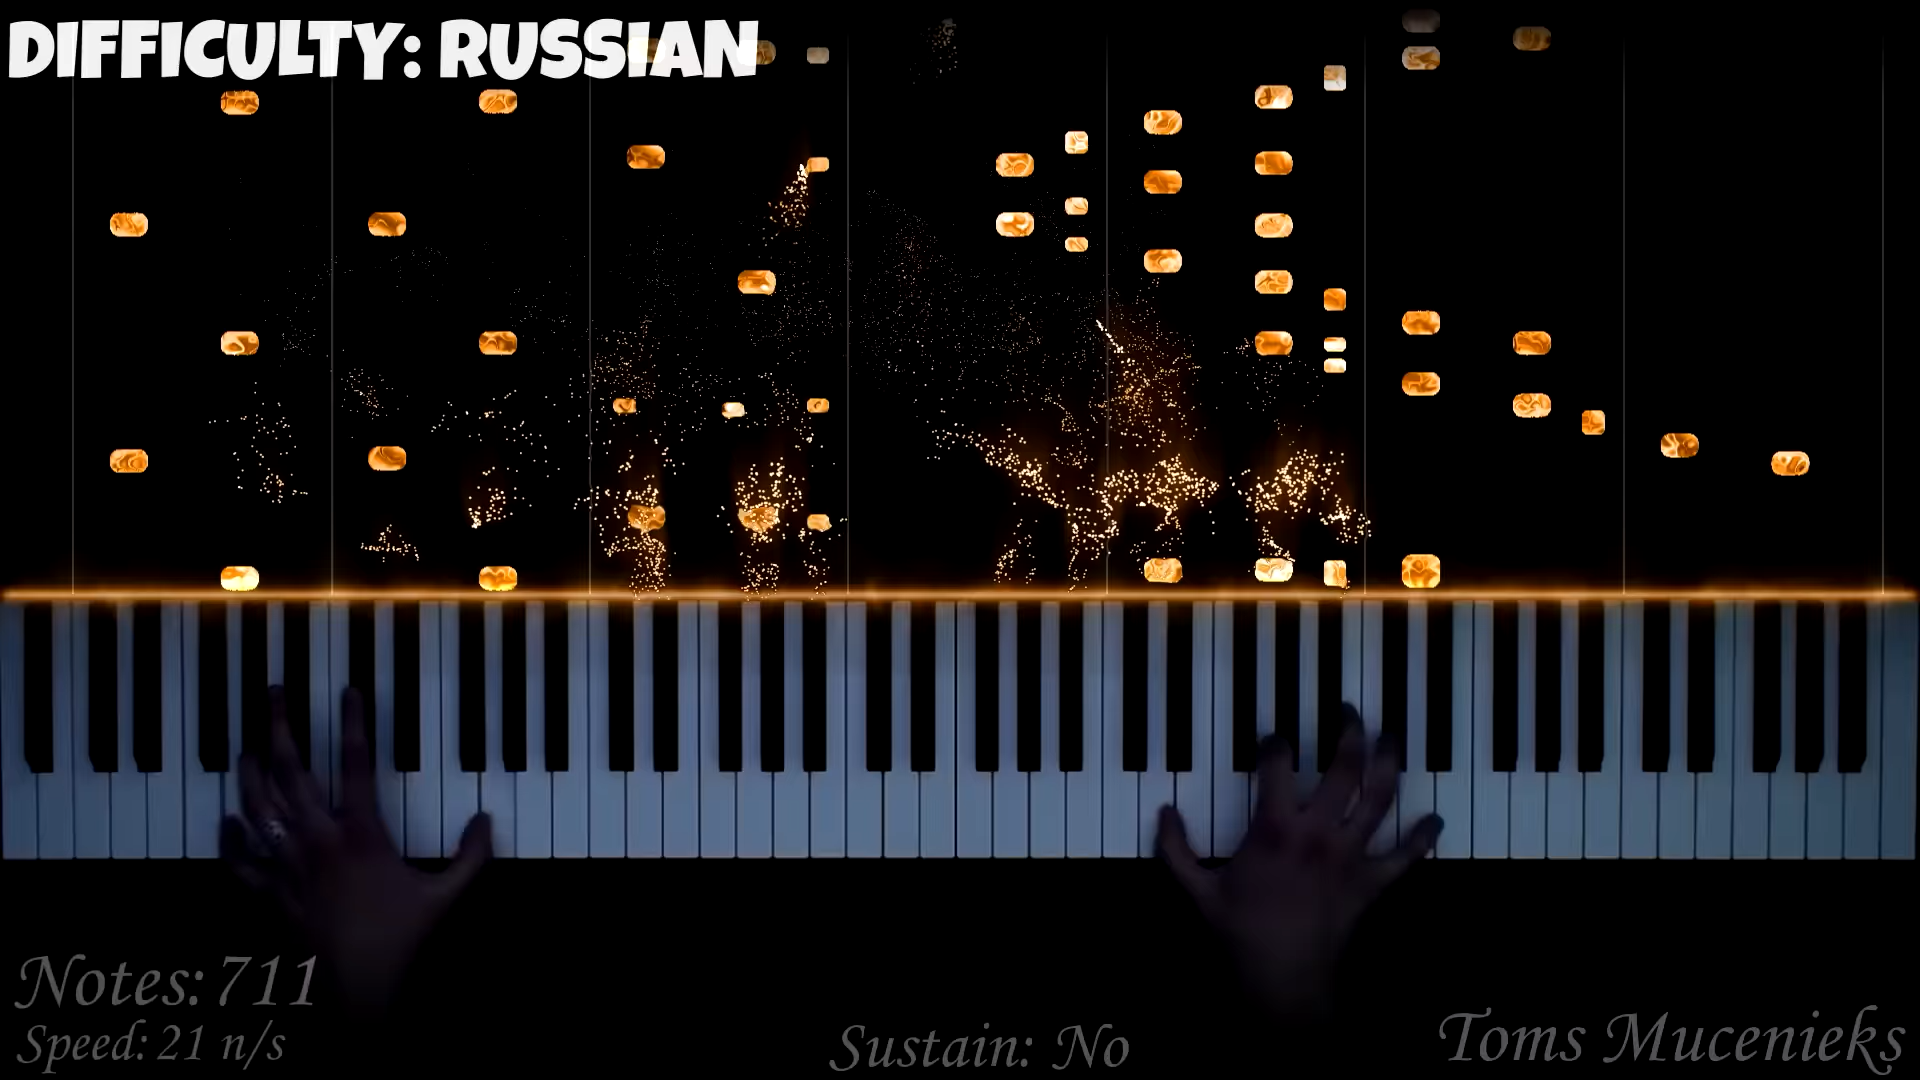 DIFFICULTY: RUSSIAN
Notes: 711
Speed: 21 n/s
Sustain: No
Toms Mucenieks